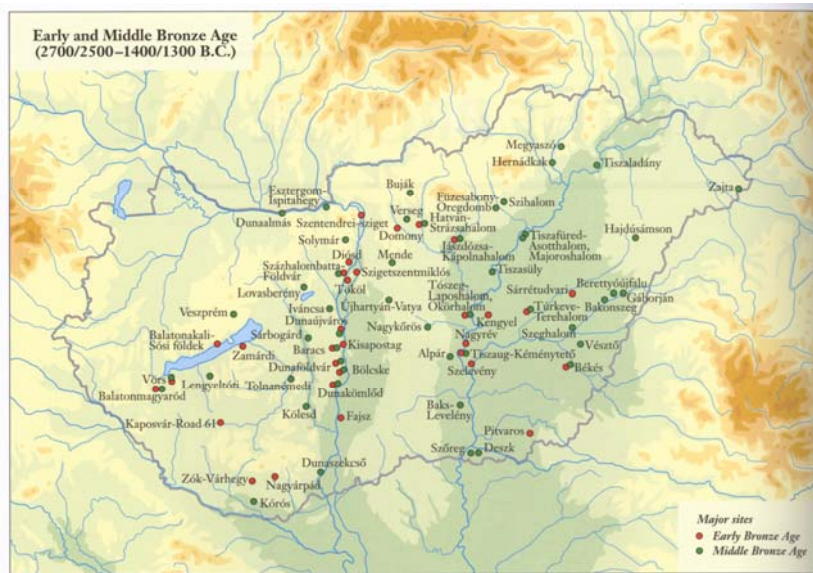 Early and Middle Bronze Age
(2700/2500–1400/1300 B.C.)
Megyaszó
Hernádkak
Tiszaladány
Zajta
Esztergom-
Ispitahegy
Buják
Füzesabony-
Öregdomb
Szihalom
Dunaalmás
Szentendrei-sziget
Verseg
Hatvan-
Strázsahalom
Hajdúsámson
Solymár
Domony
Jászdózsa-
Kápolnahalom
Tiszafüred-
Ásotthalom,
Majoroshalom
Diósd
Mende
Százhalombatta-
Földvár
Szigetszentmiklós
Tiszasüly
Tököl
Lovasberény
Tószeg-
Laposhalom,
Ökörhalom
Sárrétudvari
Berettyóújfalu
Gáborján
Bakonszeg
Iváncsa
Újhartyán-Vatya
Veszprém
Dunaújváros
Nagykőrös
Kengyel
Türkeve-
Terehalom
Balatonakali-
Sósi földek
Sárbogárd
Szeghalom
Zamárdi
Baracs
Kisapostag
Nagyrév
Vésztő
Alpár
Tiszaug-Kéménytető
Dunaföldvár
Bölcske
Szelevény
Békés
Vörs
Lengyeltóti
Tolnanémedi
Balatonmagyaród
Dunakömlőd
Kölesd
Baks-
Levelény
Kaposvár-Road 61
Fajsz
Pitvaros
Szőreg
Deszk
Dunaszekcső
Zók-Várhegy
Nagyárpád
Kórós
Major sites
Early Bronze Age
Middle Bronze Age